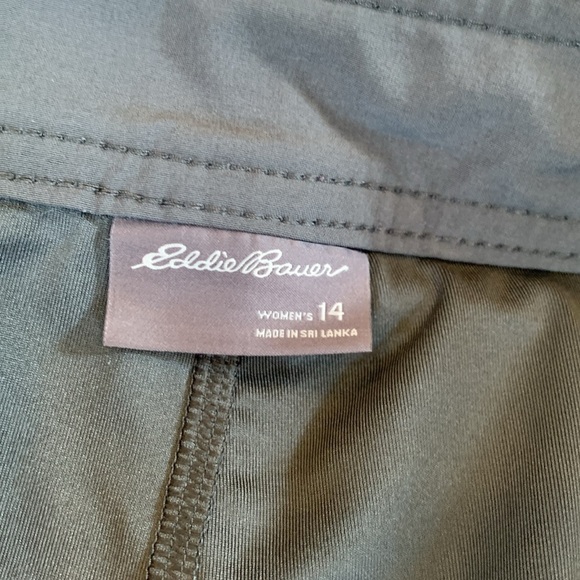 Eddie Bauer
WOMEN'S 14
MADE IN SRI LANKA